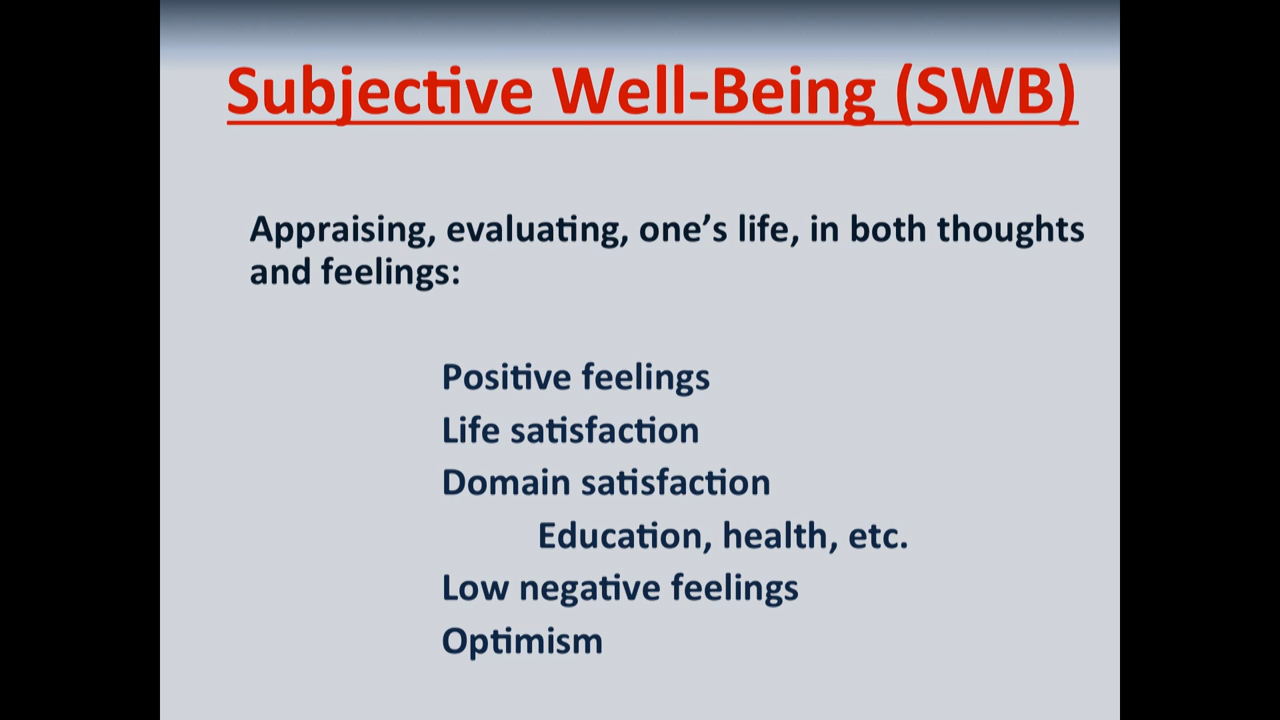 Subjective Well-Being (SWB)
Appraising, evaluating, one’s life, in both thoughts
and feelings:
Positive feelings
Life satisfaction
Domain satisfaction
Education, health, etc.
Low negative feelings
Optimism